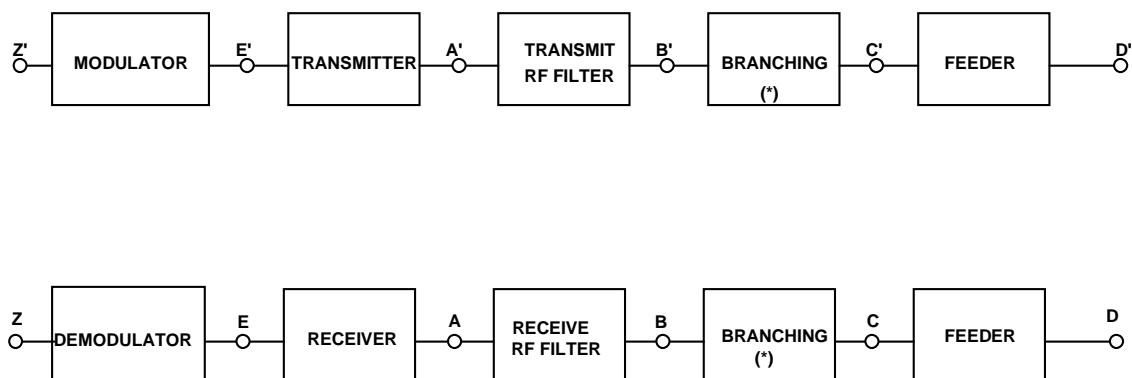 Z' MODULATOR E' TRANSMITTER A' TRANSMIT RF FILTER B' BRANCHING (*) C' FEEDER D'
Z DEMODULATOR E RECEIVER A RECEIVE RF FILTER B BRANCHING (*) C FEEDER D